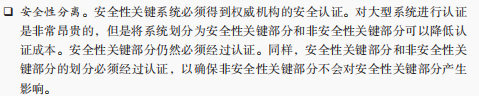 ❑ 安全性分离。安全性关键系统必须得到权威机构的安全认证。对大型系统进行认证
是非常昂贵的，但是将系统划分为安全性关键部分和非安全性关键部分可以降低认
证成本。安全性关键部分仍然必须经过认证。同样，安全性关键部分和非安全性关
键部分的划分必须经过认证，以确保非安全性关键部分不会对安全性关键部分产生
影响。